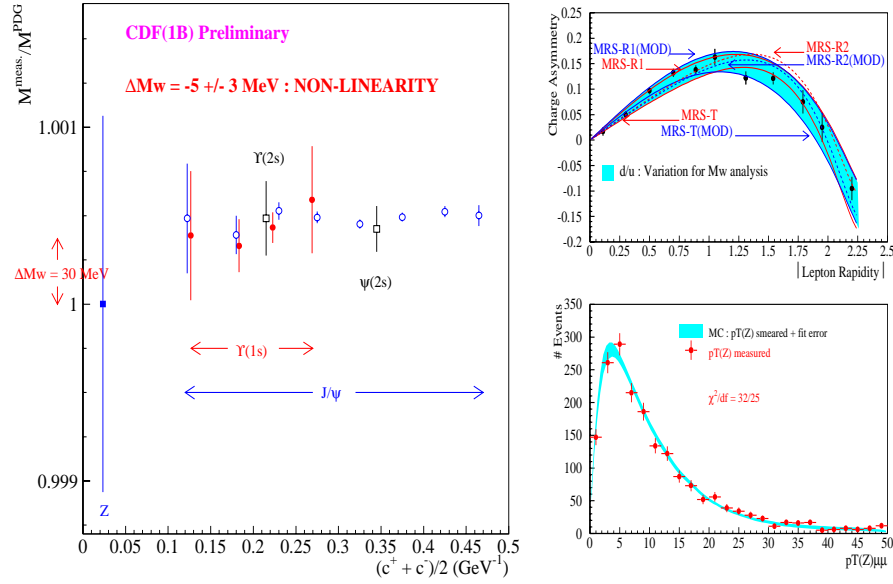 CDF(1B) Preliminary
ΔMw = -5 +/- 3 MeV : NON-LINEARITY
M^meas./M^PDG
1.001
1
0.999
ϒ(2s)
ψ(2s)
ΔMw = 30 MeV
ϒ(1s)
J/ψ
Z
0 0.05 0.1 0.15 0.2 0.25 0.3 0.35 0.4 0.45 0.5
(c⁺ + c⁻)/2 (GeV⁻¹)
Charge Asymmetry
0.25
0.2
0.15
0.1
0.05
0
-0.05
-0.1
-0.15
-0.2
MRS-R1(MOD)
MRS-R2
MRS-R1
MRS-R2(MOD)
MRS-T
MRS-T(MOD)
d/u : Variation for Mw analysis
0 0.25 0.5 0.75 1 1.25 1.5 1.75 2 2.25 2.5
|Lepton Rapidity|
# Events
350
300
250
200
150
100
50
0
MC : pT(Z) smeared + fit error
pT(Z) measured
χ²/df = 32/25
0 5 10 15 20 25 30 35 40 45 50
pT(Z)μμ